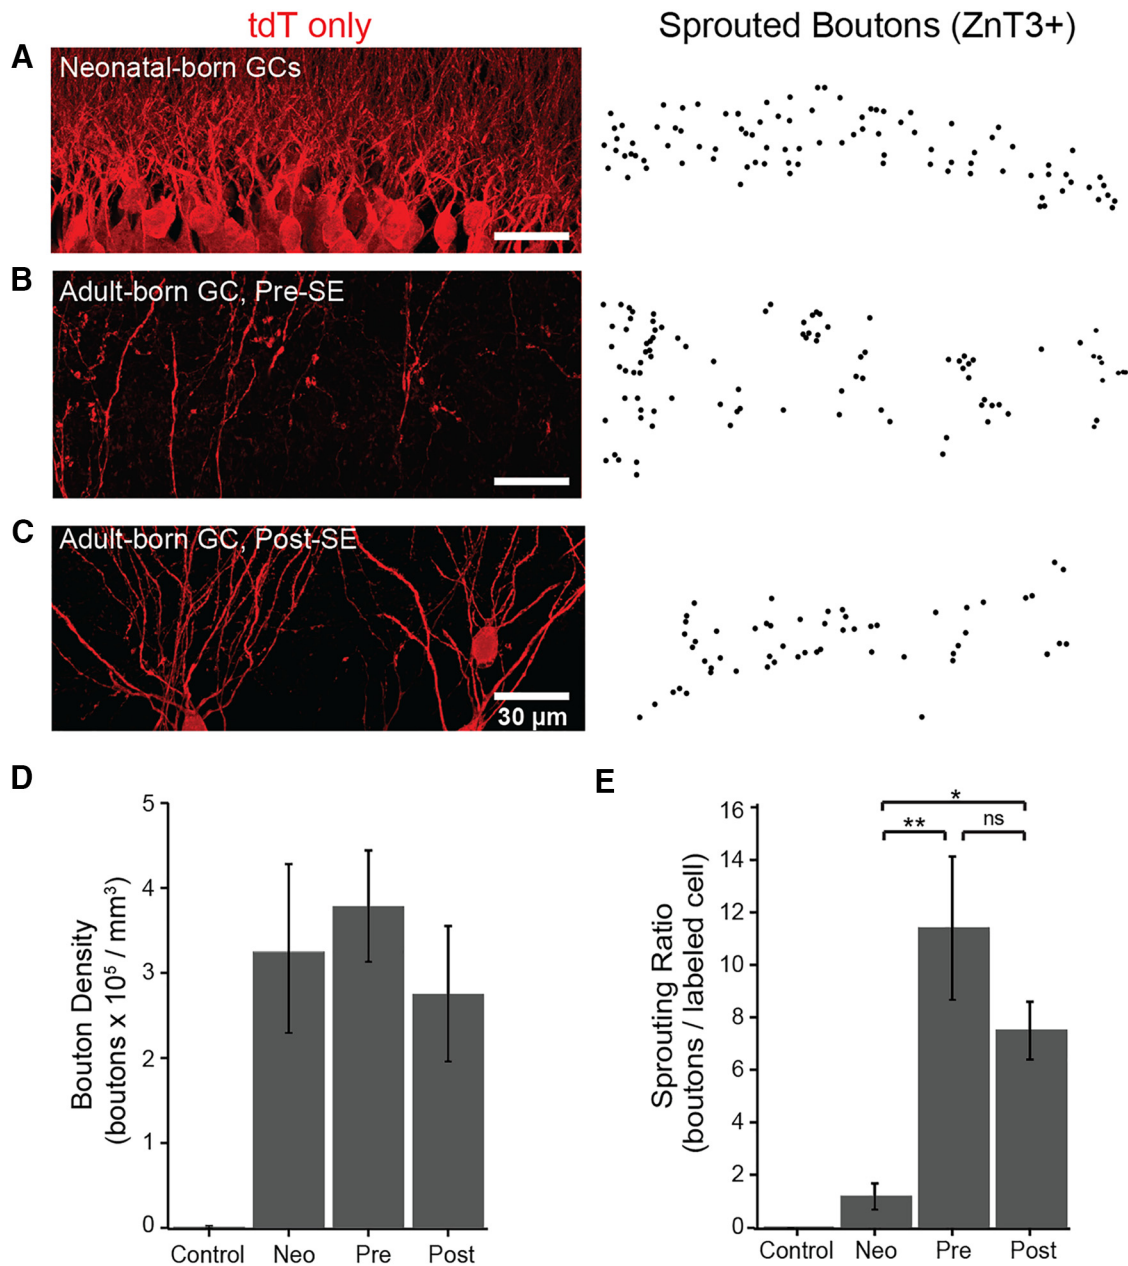 tdT only
Sprouted Boutons (ZnT3+)
A
Neonatal-born GCs
B
Adult-born GC, Pre-SE
C
Adult-born GC, Post-SE
30 µm
D
5
4
3
2
1
0
Bouton Density
(boutons x 10⁵ / mm³)
Control
Neo
Pre
Post
E
16
14
12
10
8
6
4
2
0
Sprouting Ratio
(boutons / labeled cell)
*
**
ns
Control
Neo
Pre
Post